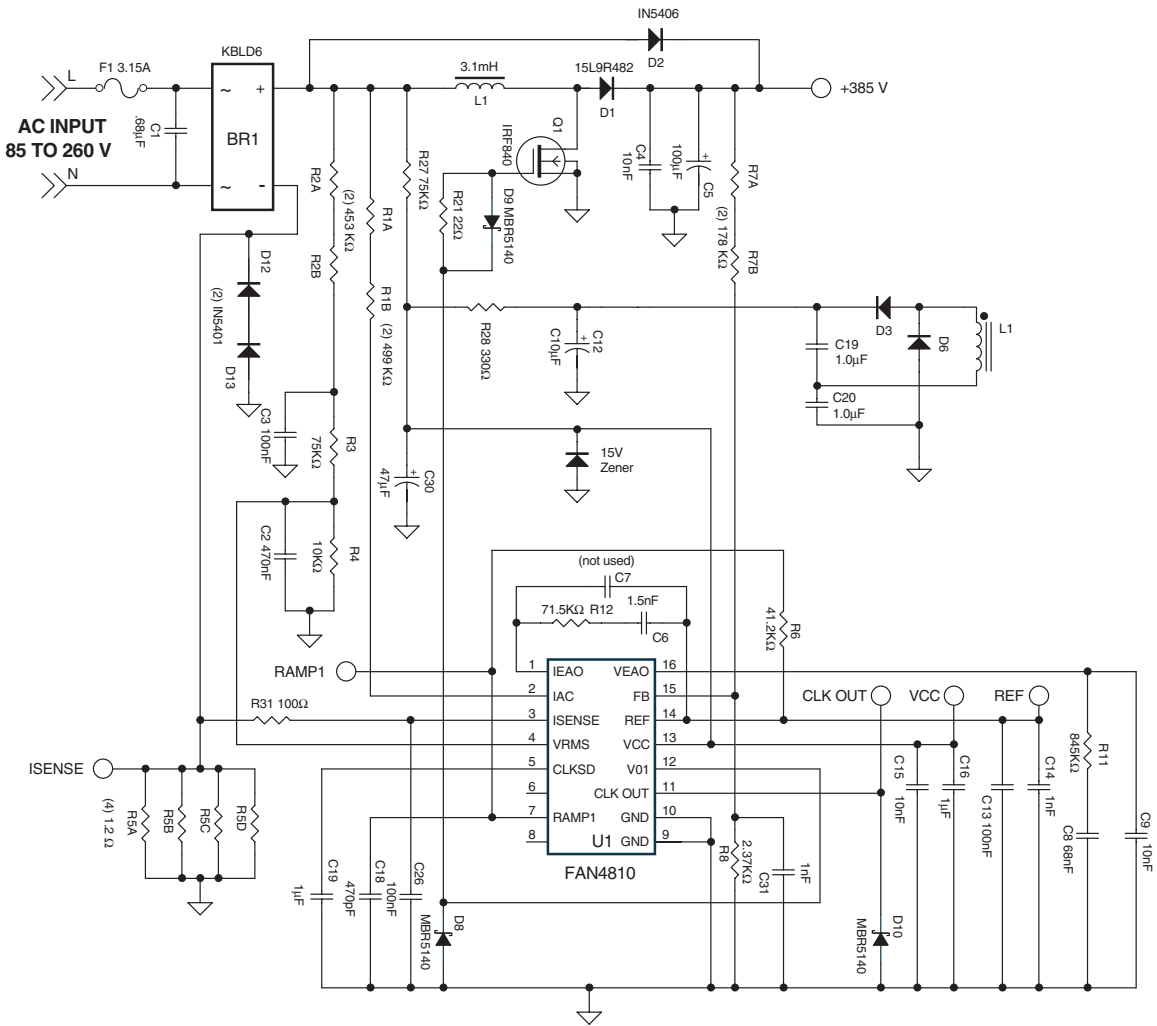 IN5406
D2
KBLD6
F1 3.15A
L
~
+
3.1mH
L1
15L9R482
D1
+385 V
AC INPUT
85 TO 260 V
C1
.68µF
BR1
N
~
-
Q1
IRF840
R2A
(2) 453 KΩ
R2B
R1A
R1B
(2) 499 KΩ
R27 75KΩ
R21 22Ω
D9 MBR5140
C4
10nF
100µF
+
C5
R7A
(2) 178 KΩ
R7B
D12
(2) IN5401
D13
R28 330Ω
C10µF
+
C12
D3
D6
L1
C19
1.0µF
C20
1.0µF
C3 100nF
R3
75KΩ
+
C30
47µF
15V
Zener
C2 470nF
R4
10KΩ
(not used)
C7
71.5KΩ R12
1.5nF
C6
R6
41.2KΩ
RAMP1
1 IEAO VEAO 16
2 IAC FB 15
3 ISENSE REF 14
4 VRMS VCC 13
5 CLKSD V01 12
6 CLK OUT 11
7 RAMP1 GND 10
8 U1 GND 9
FAN4810
R31 100Ω
CLK OUT
VCC
REF
ISENSE
R5A
R5B
R5C
R5D
(4) 1.2 Ω
C19
1µF
C18
470pF
C26
100nF
D8
MBR5140
R8
2.37KΩ
C31
1nF
D10
MBR5140
C15
10nF
C16
1µF
C13 100nF
C14
1nF
R11
845KΩ
C8 68nF
C9
10nF